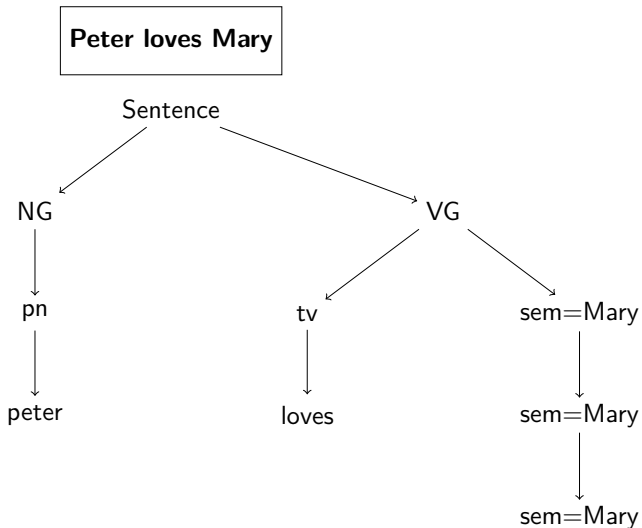 Peter loves Mary
Sentence
NG VG
pn tv sem=Mary
peter loves sem=Mary
sem=Mary